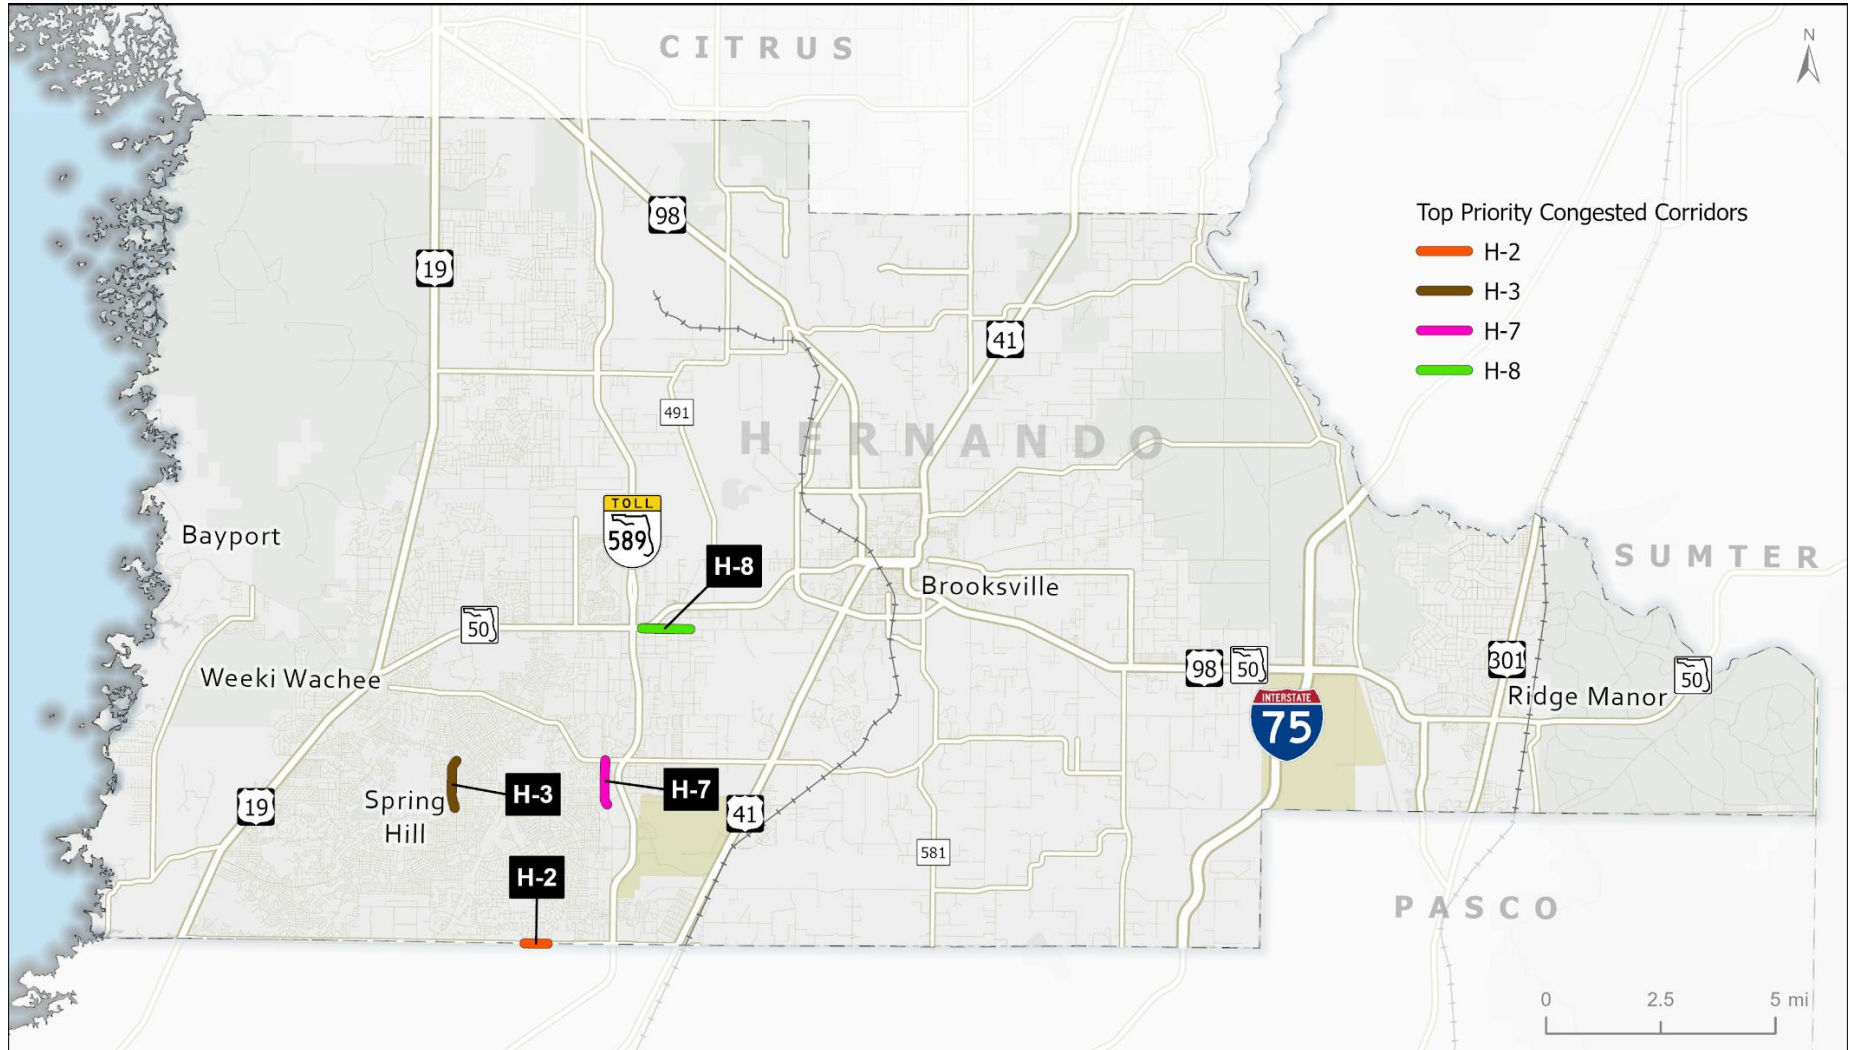 CITRUS
N
98
19
Top Priority Congested Corridors
H-2
H-3
H-7
H-8
41
491
HERNANDO
TOLL
589
Bayport
H-8
SUMTER
Brooksville
50
Weeki Wachee
98
50
301
50
Ridge Manor
INTERSTATE
75
H-3
H-7
Spring
Hill
19
41
581
H-2
PASCO
0 2.5 5 mi